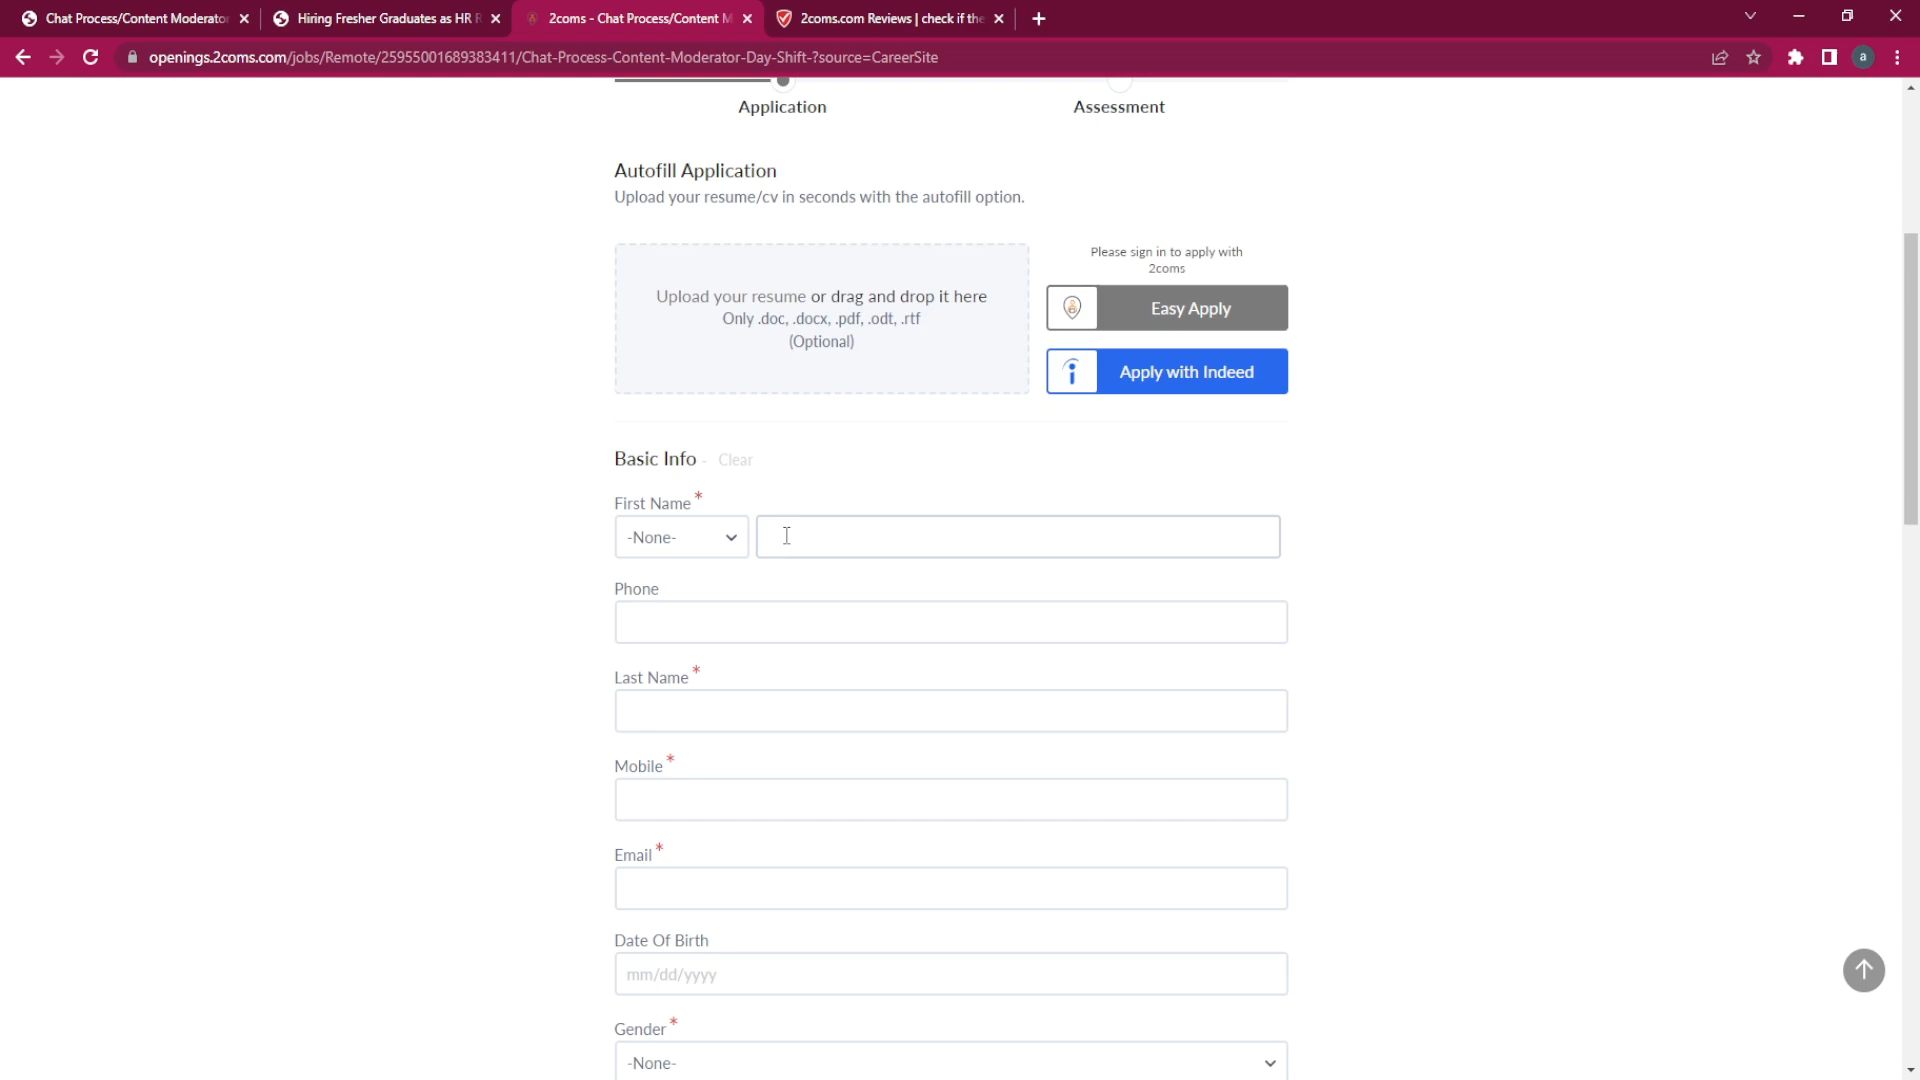 Chat Process/Content Moderator
Hiring Fresher Graduates as HR R
2coms - Chat Process/Content M
2coms.com Reviews | check if the
openings.2coms.com/jobs/Remote/25955001689383411/Chat-Process-Content-Moderator-Day-Shift-?source=CareerSite
a
Application
Assessment
Autofill Application
Upload your resume/cv in seconds with the autofill option.
Upload your resume or drag and drop it here
Only .doc, .docx, .pdf, .odt, .rtf
(Optional)
Please sign in to apply with
2coms
Easy Apply
Apply with Indeed
Basic Info - Clear
First Name *
-None-
Phone
Last Name *
Mobile *
Email *
Date Of Birth
mm/dd/yyyy
Gender *
-None-